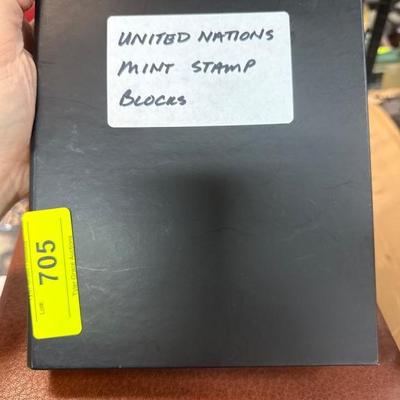 UNITED NATIONS
MINT STAMP
BLOCKS
Lot:
705